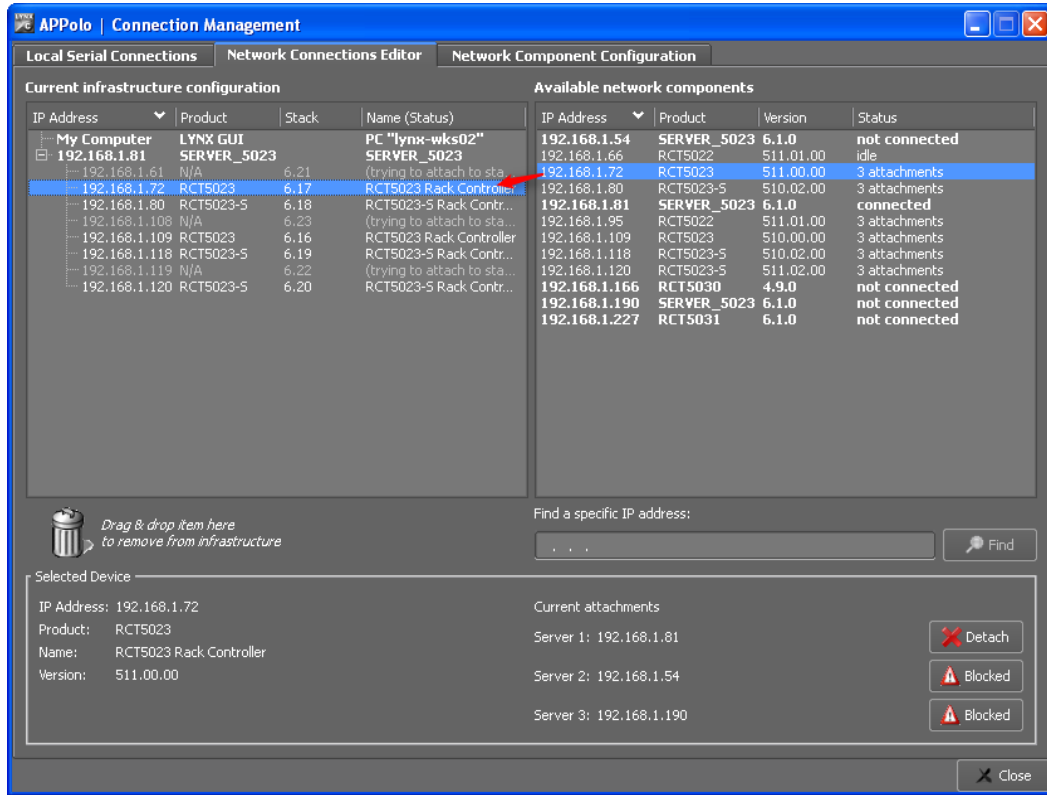 APPolo | Connection Management
Local Serial Connections Network Connections Editor Network Component Configuration
Current infrastructure configuration
IP Address Product Stack Name (Status)
My Computer LYNX GUI PC "lynx-wks02"
192.168.1.81 SERVER_5023 SERVER_5023
192.168.1.61 N/A 6.21 (trying to attach to sta...
192.168.1.72 RCT5023 6.17 RCT5023 Rack Controller
192.168.1.80 RCT5023-S 6.18 RCT5023-S Rack Contr...
192.168.1.108 N/A 6.23 (trying to attach to sta...
192.168.1.109 RCT5023 6.16 RCT5023 Rack Controller
192.168.1.118 RCT5023-S 6.19 RCT5023-S Rack Contr...
192.168.1.119 N/A 6.22 (trying to attach to sta...
192.168.1.120 RCT5023-S 6.20 RCT5023-S Rack Contr...
Available network components
IP Address Product Version Status
192.168.1.54 SERVER_5023 6.1.0 not connected
192.168.1.66 RCT5022 511.01.00 idle
192.168.1.72 RCT5023 511.00.00 3 attachments
192.168.1.80 RCT5023-S 510.02.00 3 attachments
192.168.1.81 SERVER_5023 6.1.0 connected
192.168.1.95 RCT5022 511.01.00 3 attachments
192.168.1.109 RCT5023 510.00.00 3 attachments
192.168.1.118 RCT5023-S 510.02.00 3 attachments
192.168.1.120 RCT5023-S 511.02.00 3 attachments
192.168.1.166 RCT5030 4.9.0 not connected
192.168.1.190 SERVER_5023 6.1.0 not connected
192.168.1.227 RCT5031 6.1.0 not connected
Drag & drop item here
to remove from infrastructure
Find a specific IP address:
. . .
Find
Selected Device
IP Address: 192.168.1.72
Product: RCT5023
Name: RCT5023 Rack Controller
Version: 511.00.00
Current attachments
Server 1: 192.168.1.81 Detach
Server 2: 192.168.1.54 Blocked
Server 3: 192.168.1.190 Blocked
Close